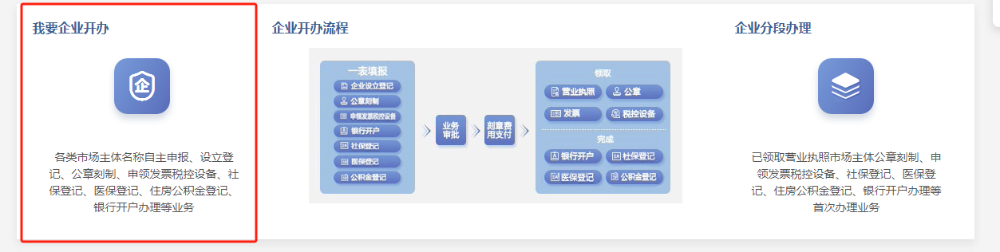 我要企业开办
企
各类市场主体名称自主申报、设立登
记、公章刻制、申领发票税控设备、社
保登记、医保登记、住房公积金登记、
银行开户办理等业务
企业开办流程
一表填报
企业设立登记
公章刻制
申领发票税控设备
银行开户
社保登记
医保登记
公积金登记
业务
审批
刻章费
用支付
领取
营业执照
公章
发票
税控设备
完成
银行开户
社保登记
医保登记
公积金登记
企业分段办理
已领取营业执照市场主体公章刻制、申
领发票税控设备、社保登记、医保登
记、住房公积金登记、银行开户办理等
首次办理业务